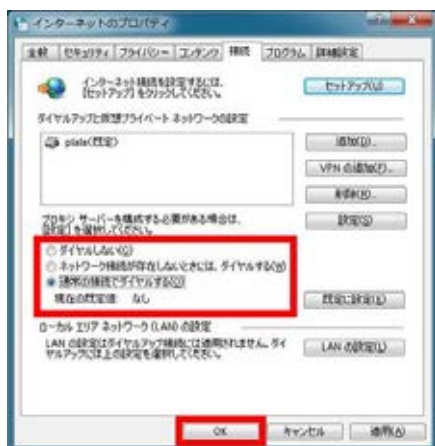 インターネットのプロパティ
全般 セキュリティ プライバシー コンテンツ 接続 プログラム 詳細設定
インターネット接続を設定するには、
[セットアップ] をクリックしてください。
セットアップ(U)
ダイヤルアップと仮想プライベート ネットワークの設定
plala(既定)
追加(D)...
VPN の追加(P)...
削除(R)...
プロキシ サーバーを構成する必要がある場合は、
[設定] を選択してください。
設定(S)
ダイヤルしない(C)
ネットワーク接続が存在しないときには、ダイヤルする(W)
通常の接続でダイヤルする(O)
現在の既定値 なし
既定に設定(E)
ローカル エリア ネットワーク (LAN) の設定
LAN の設定はダイヤルアップ接続には適用されません。ダイ
ヤルアップには上の設定を選択してください。
LAN の設定(L)
OK キャンセル 適用(A)